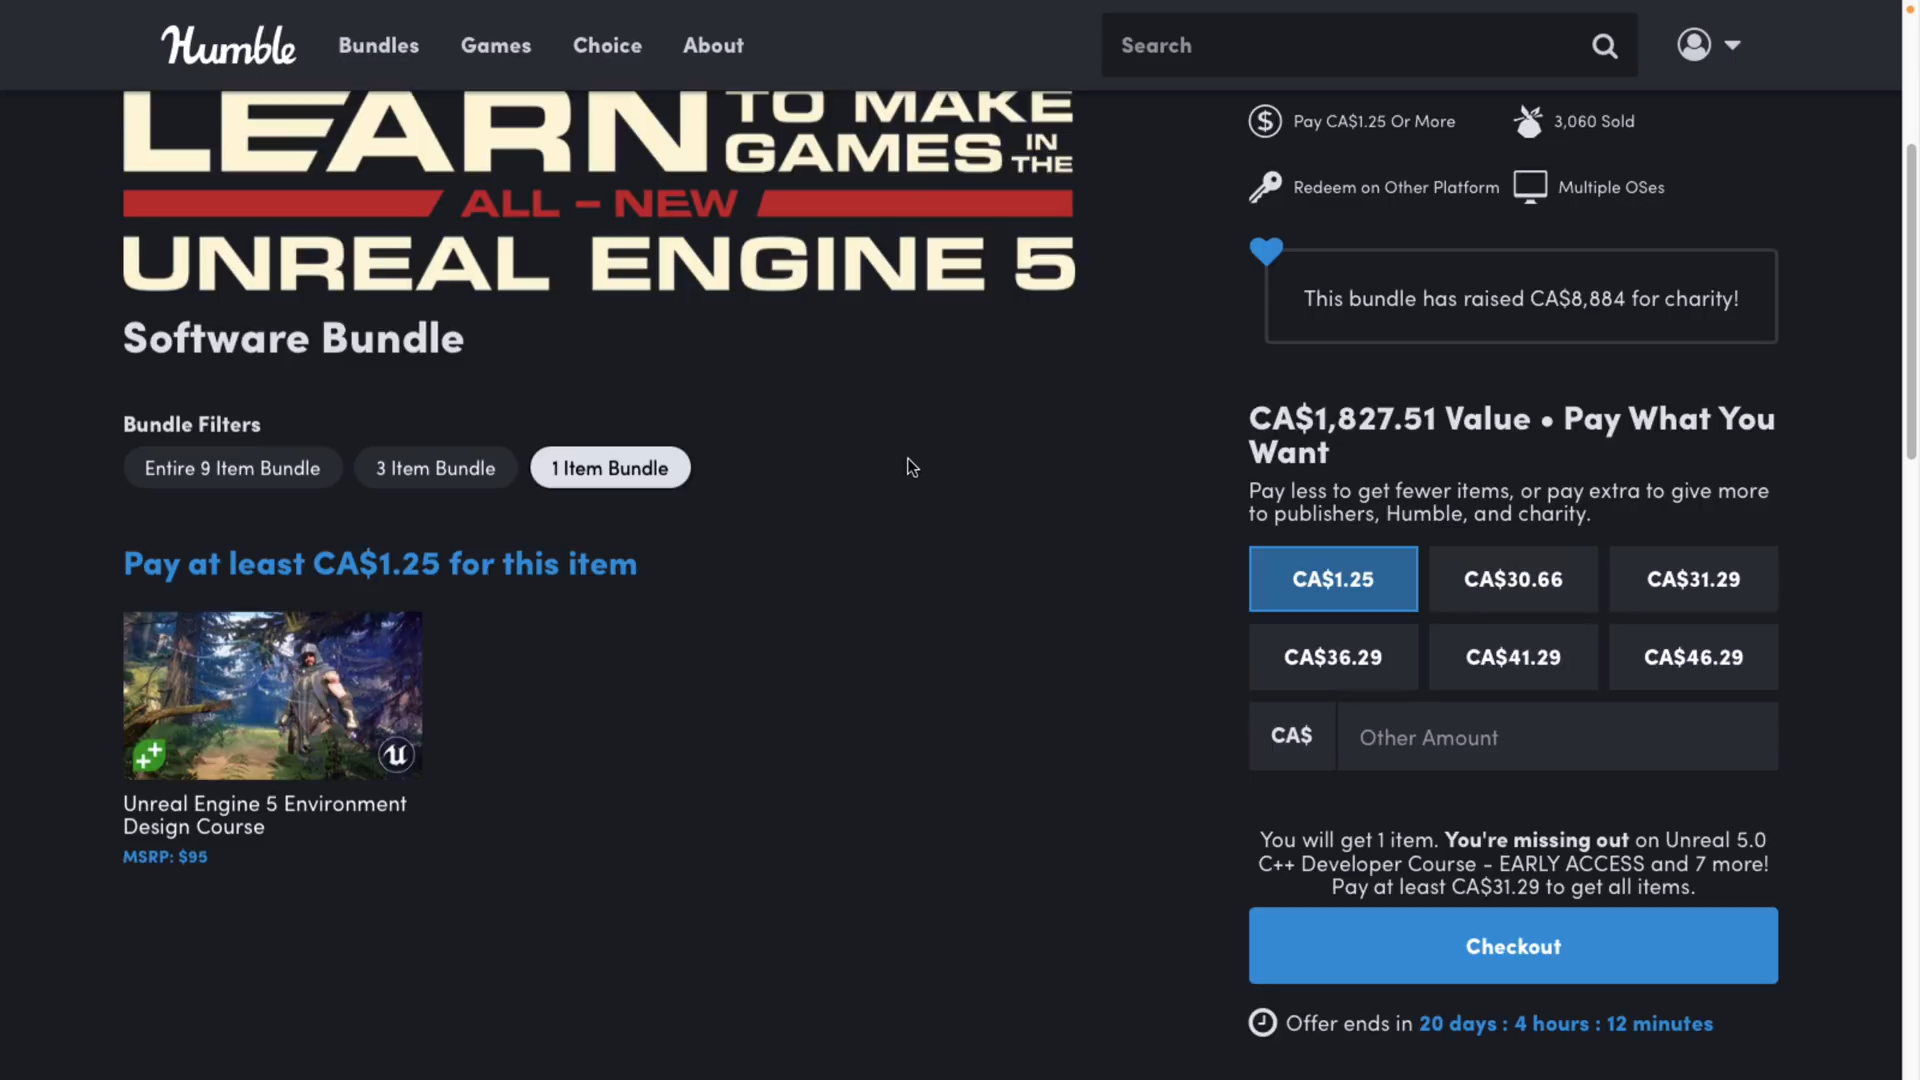 Humble
Bundles
Games
Choice
About
Search
LEARN TO MAKE GAMES IN THE
ALL - NEW
UNREAL ENGINE 5
Software Bundle
Bundle Filters
Entire 9 Item Bundle
3 Item Bundle
1 Item Bundle
Pay at least CA$1.25 for this item
Unreal Engine 5 Environment
Design Course
MSRP: $95
Pay CA$1.25 Or More
3,060 Sold
Redeem on Other Platform
Multiple OSes
This bundle has raised CA$8,884 for charity!
CA$1,827.51 Value • Pay What You
Want
Pay less to get fewer items, or pay extra to give more
to publishers, Humble, and charity.
CA$1.25
CA$30.66
CA$31.29
CA$36.29
CA$41.29
CA$46.29
CA$
Other Amount
You will get 1 item. You're missing out on Unreal 5.0
C++ Developer Course - EARLY ACCESS and 7 more!
Pay at least CA$31.29 to get all items.
Checkout
Offer ends in 20 days : 4 hours : 12 minutes